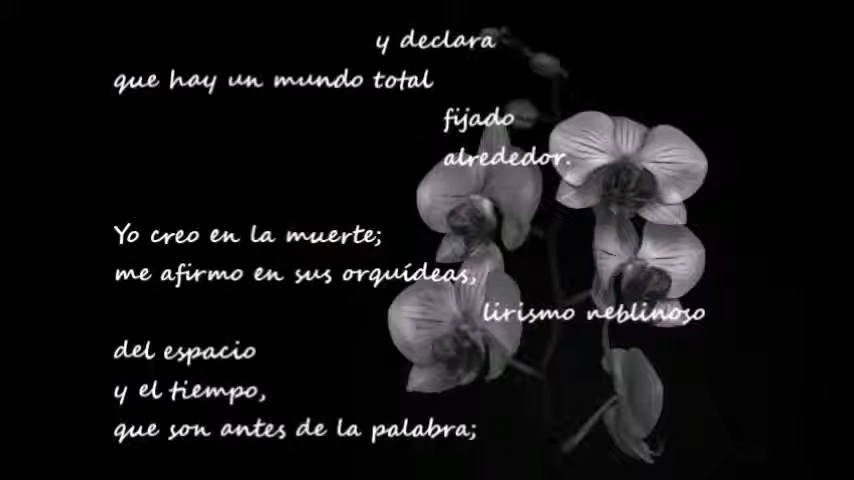 y declara
que hay un mundo total
fijado
alrededor.
Yo creo en la muerte;
me afirmo en sus orquídeas,
lirismo neblinoso
del espacio
y el tiempo,
que son antes de la palabra;